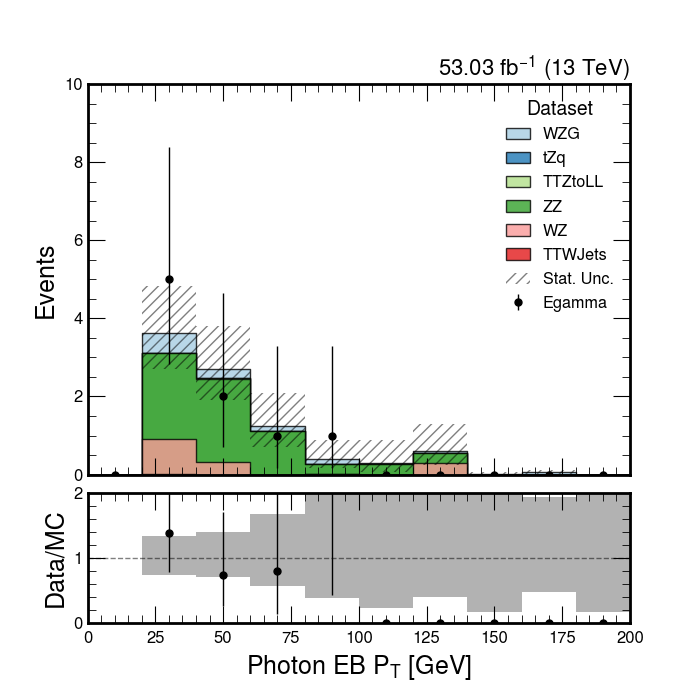 53.03 fb⁻¹ (13 TeV)
10
8
6
4
2
0
Events
Dataset
WZG
tZq
TTZtoLL
ZZ
WZ
TTWJets
Stat. Unc.
Egamma
2
1
0
Data/MC
0 25 50 75 100 125 150 175 200
Photon EB P_T [GeV]